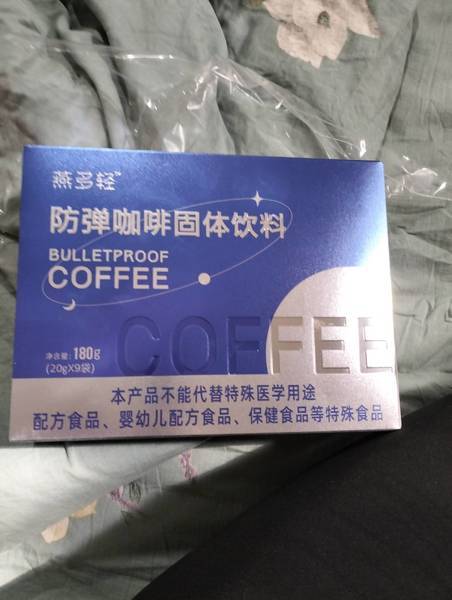 燕多轻™
防弹咖啡固体饮料
BULLETPROOF
COFFEE
COFFEE
净含量：180g
(20gX9袋)
本产品不能代替特殊医学用途
配方食品、婴幼儿配方食品、保健食品等特殊食品